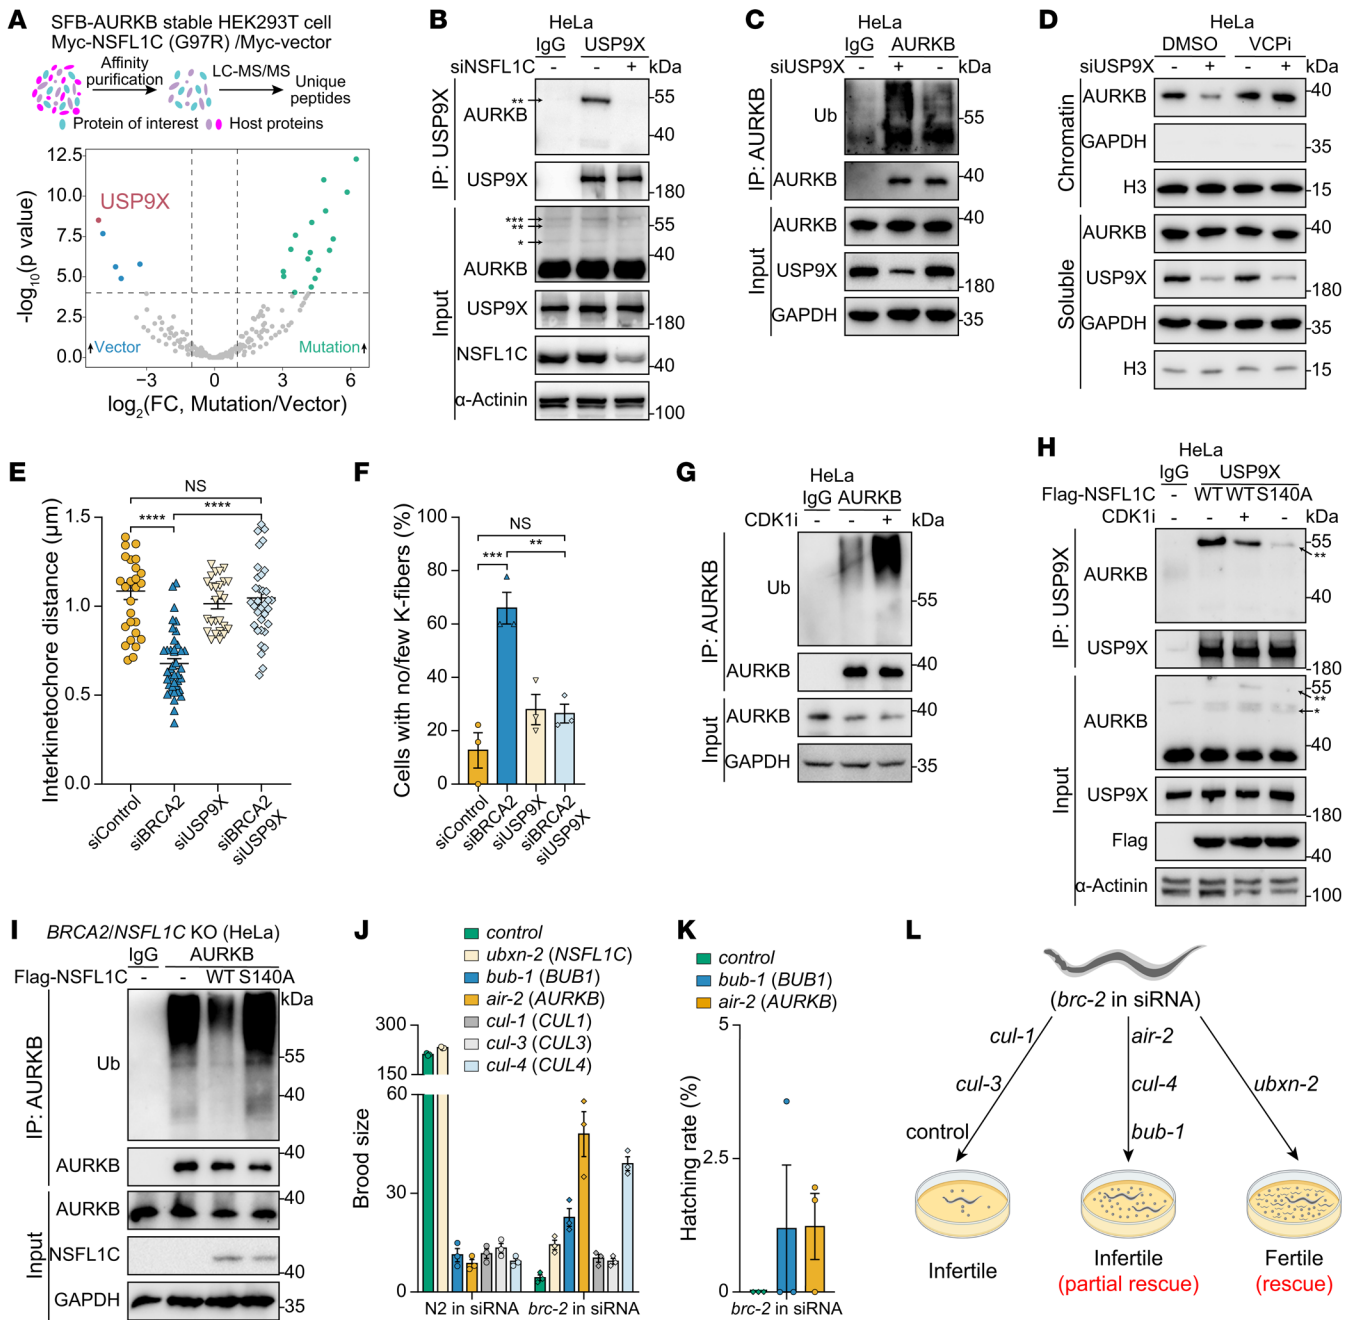 A
SFB-AURKB stable HEK293T cell
Myc-NSFL1C (G97R) /Myc-vector
Affinity purification
LC-MS/MS
Unique peptides
Protein of interest
Host proteins
12.5
10.0
7.5
5.0
2.5
0.0
-log10(p value)
USP9X
Vector
Mutation
−3
0
3
6
log2(FC, Mutation/Vector)
B
HeLa
IgG USP9X
siNSFL1C - - + kDa
IP: USP9X
** AURKB
55
40
USP9X
180
Input
***
**
*
AURKB
55
40
USP9X
180
NSFL1C
40
α-Actinin
100
C
HeLa
IgG AURKB
siUSP9X - + - kDa
IP: AURKB
Ub
55
AURKB
40
Input
AURKB
40
USP9X
180
GAPDH
35
D
HeLa
DMSO VCPi
siUSP9X - + - + kDa
Chromatin
AURKB
40
GAPDH
35
H3
15
Soluble
AURKB
40
USP9X
180
GAPDH
35
H3
15
E
NS
**** ****
Interkinetochore distance (µm)
1.5
1.0
0.5
0.0
siControl
siBRCA2
siUSP9X
siBRCA2 siUSP9X
F
NS
*** **
Cells with no/few K-fibers (%)
100
80
60
40
20
0
siControl
siBRCA2
siUSP9X
siBRCA2 siUSP9X
G
HeLa
IgG AURKB
CDK1i - - + kDa
IP: AURKB
Ub
55
AURKB
40
Input
AURKB
40
GAPDH
35
H
HeLa
IgG USP9X
Flag-NSFL1C - WT WT S140A
CDK1i - - + - kDa
IP: USP9X
AURKB
55
**
40
USP9X
180
Input
AURKB
55
**
*
40
USP9X
180
Flag
40
α-Actinin
100
I
BRCA2/NSFL1C KO (HeLa)
IgG AURKB
Flag-NSFL1C - - WT S140A
kDa
IP: AURKB
Ub
55
40
AURKB
40
Input
AURKB
40
NSFL1C
40
GAPDH
35
J
control
ubxn-2 (NSFL1C)
bub-1 (BUB1)
air-2 (AURKB)
cul-1 (CUL1)
cul-3 (CUL3)
cul-4 (CUL4)
Brood size
300
150
60
30
0
N2 in siRNA
brc-2 in siRNA
K
control
bub-1 (BUB1)
air-2 (AURKB)
Hatching rate (%)
5
2.5
0
brc-2 in siRNA
L
(brc-2 in siRNA)
cul-1
cul-3
control
air-2
cul-4
bub-1
ubxn-2
Infertile
Infertile
(partial rescue)
Fertile
(rescue)